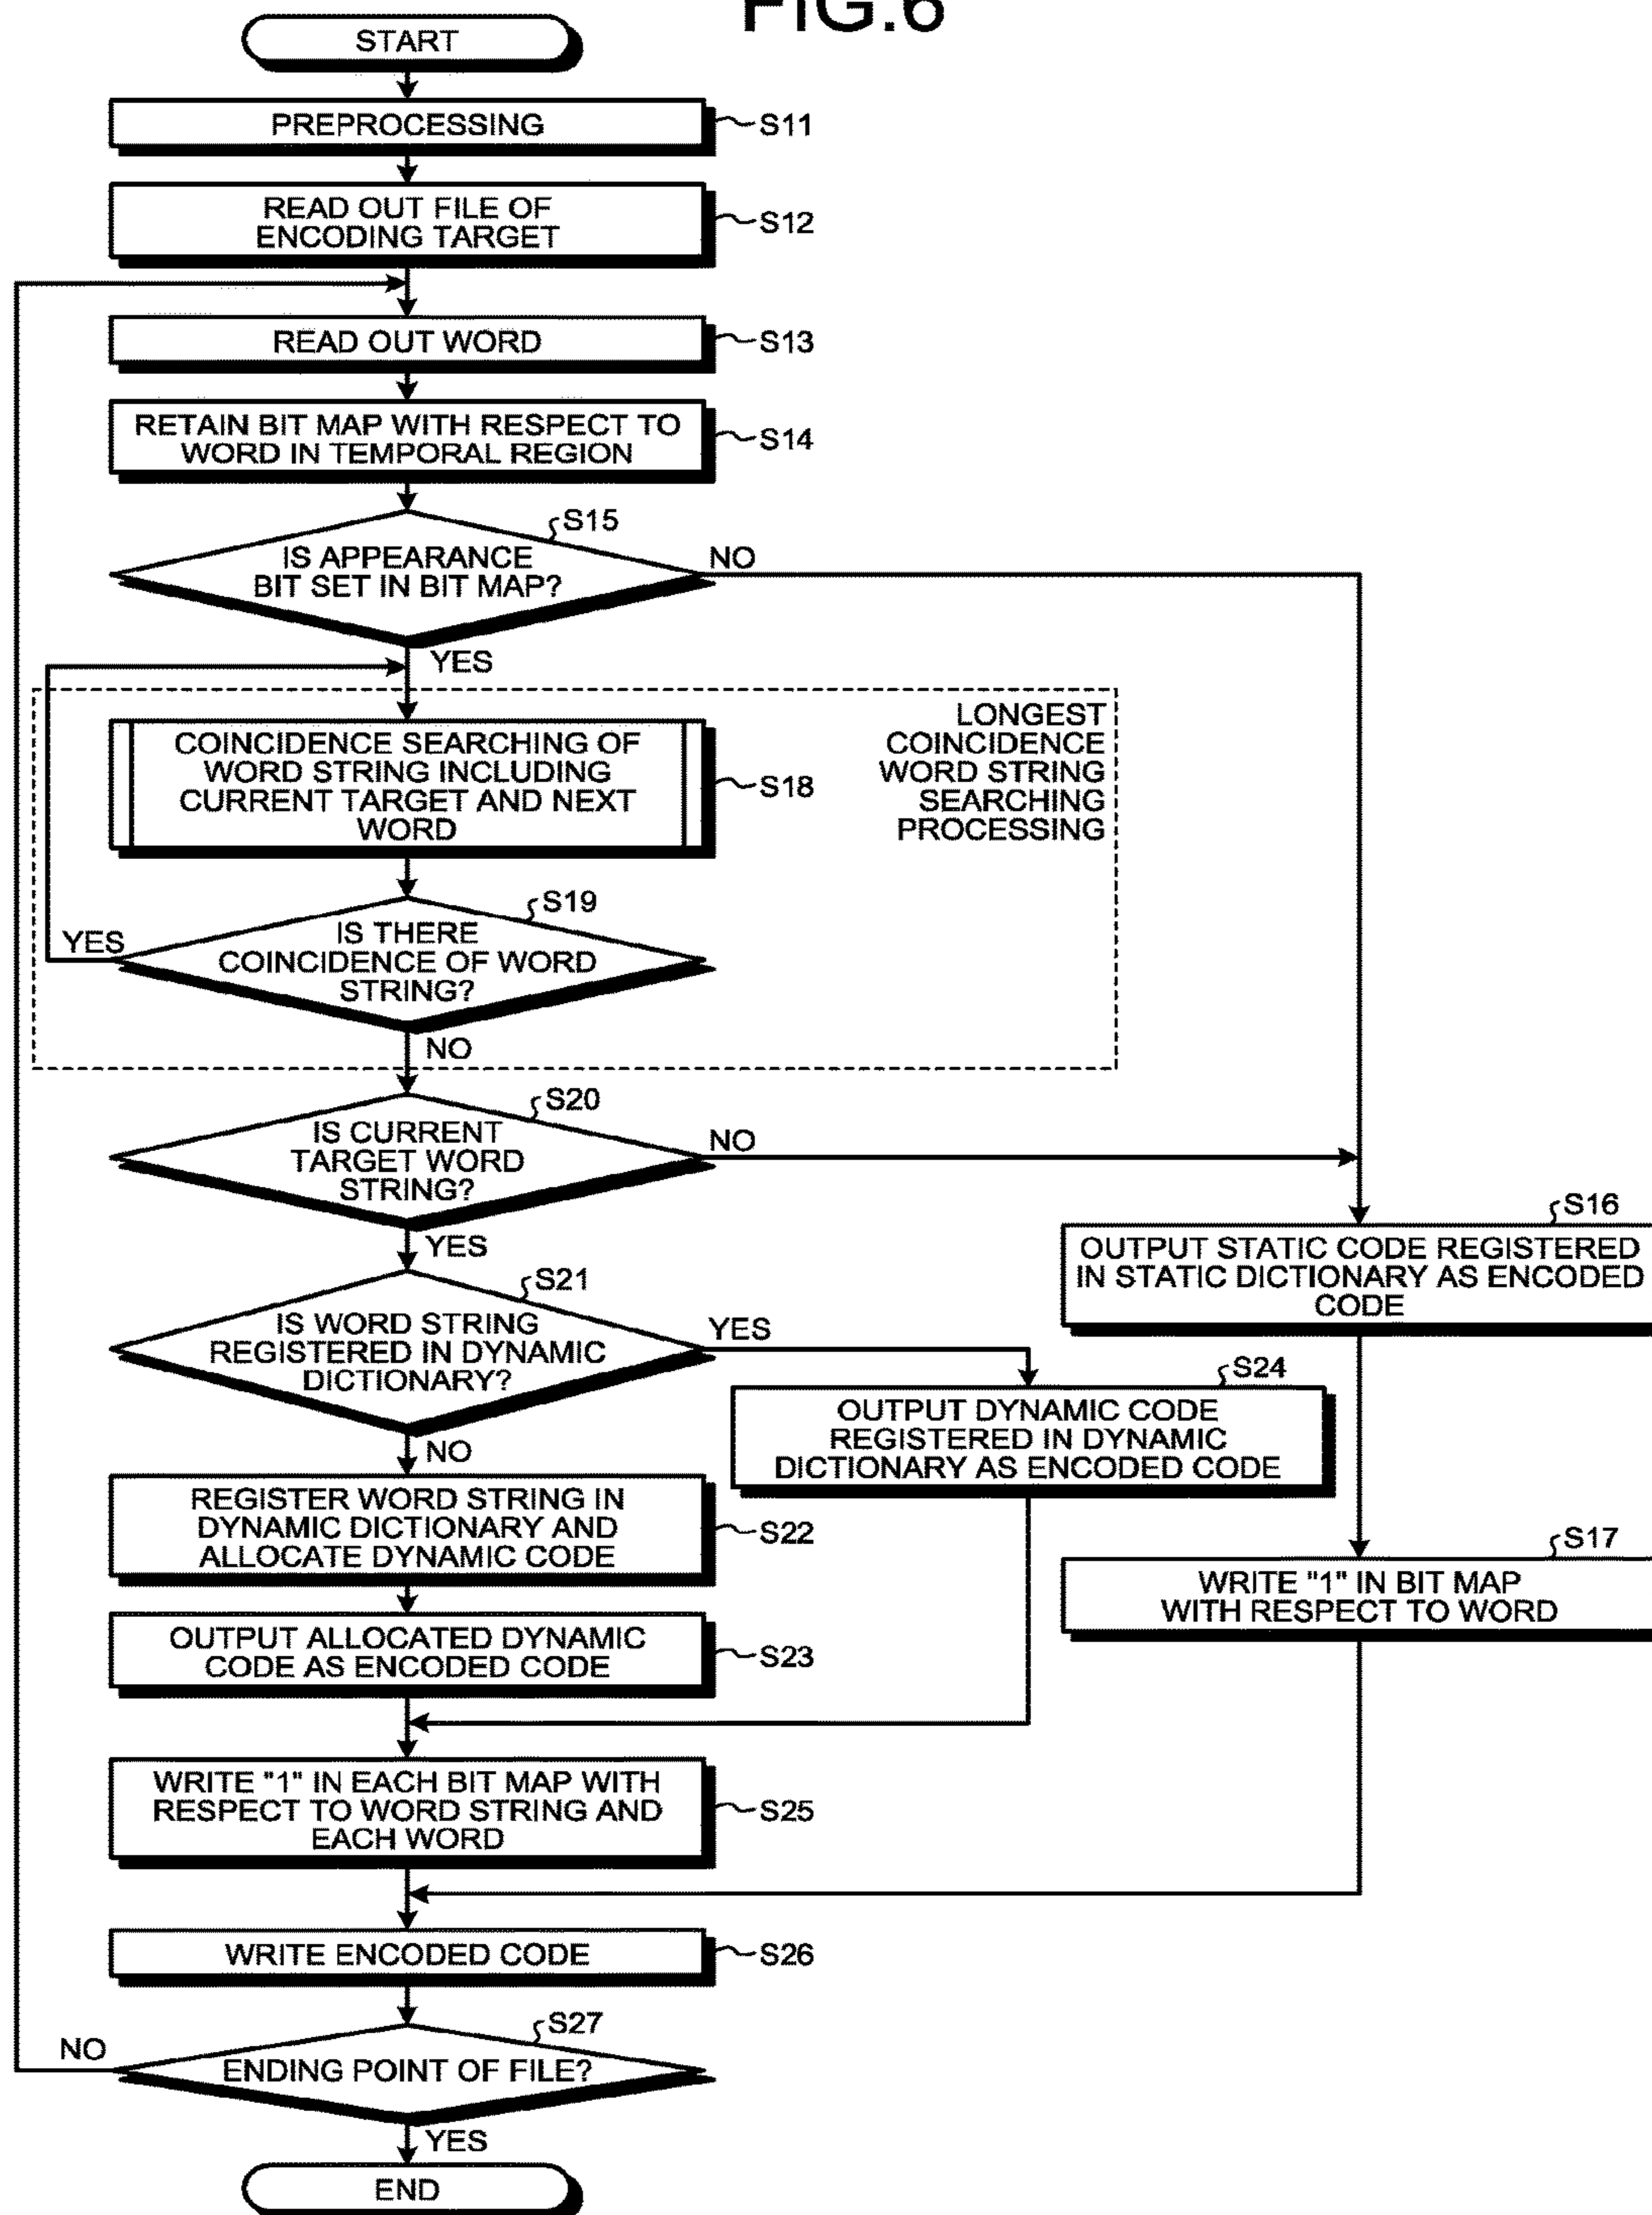 FIG.6
START
PREPROCESSING
S11
READ OUT FILE OF
ENCODING TARGET
S12
READ OUT WORD
S13
RETAIN BIT MAP WITH RESPECT TO
WORD IN TEMPORAL REGION
S14
S15
IS APPEARANCE
BIT SET IN BIT MAP?
NO
YES
LONGEST
COINCIDENCE
WORD STRING
SEARCHING
PROCESSING
COINCIDENCE SEARCHING OF
WORD STRING INCLUDING
CURRENT TARGET AND NEXT
WORD
S18
S19
IS THERE
COINCIDENCE OF WORD
STRING?
YES
NO
S20
IS CURRENT
TARGET WORD
STRING?
NO
YES
S16
OUTPUT STATIC CODE REGISTERED
IN STATIC DICTIONARY AS ENCODED
CODE
S21
IS WORD STRING
REGISTERED IN DYNAMIC
DICTIONARY?
YES
NO
S24
OUTPUT DYNAMIC CODE
REGISTERED IN DYNAMIC
DICTIONARY AS ENCODED CODE
REGISTER WORD STRING IN
DYNAMIC DICTIONARY AND
ALLOCATE DYNAMIC CODE
S22
S17
WRITE "1" IN BIT MAP
WITH RESPECT TO WORD
OUTPUT ALLOCATED DYNAMIC
CODE AS ENCODED CODE
S23
WRITE "1" IN EACH BIT MAP WITH
RESPECT TO WORD STRING AND
EACH WORD
S25
WRITE ENCODED CODE
S26
S27
ENDING POINT OF FILE?
NO
YES
END